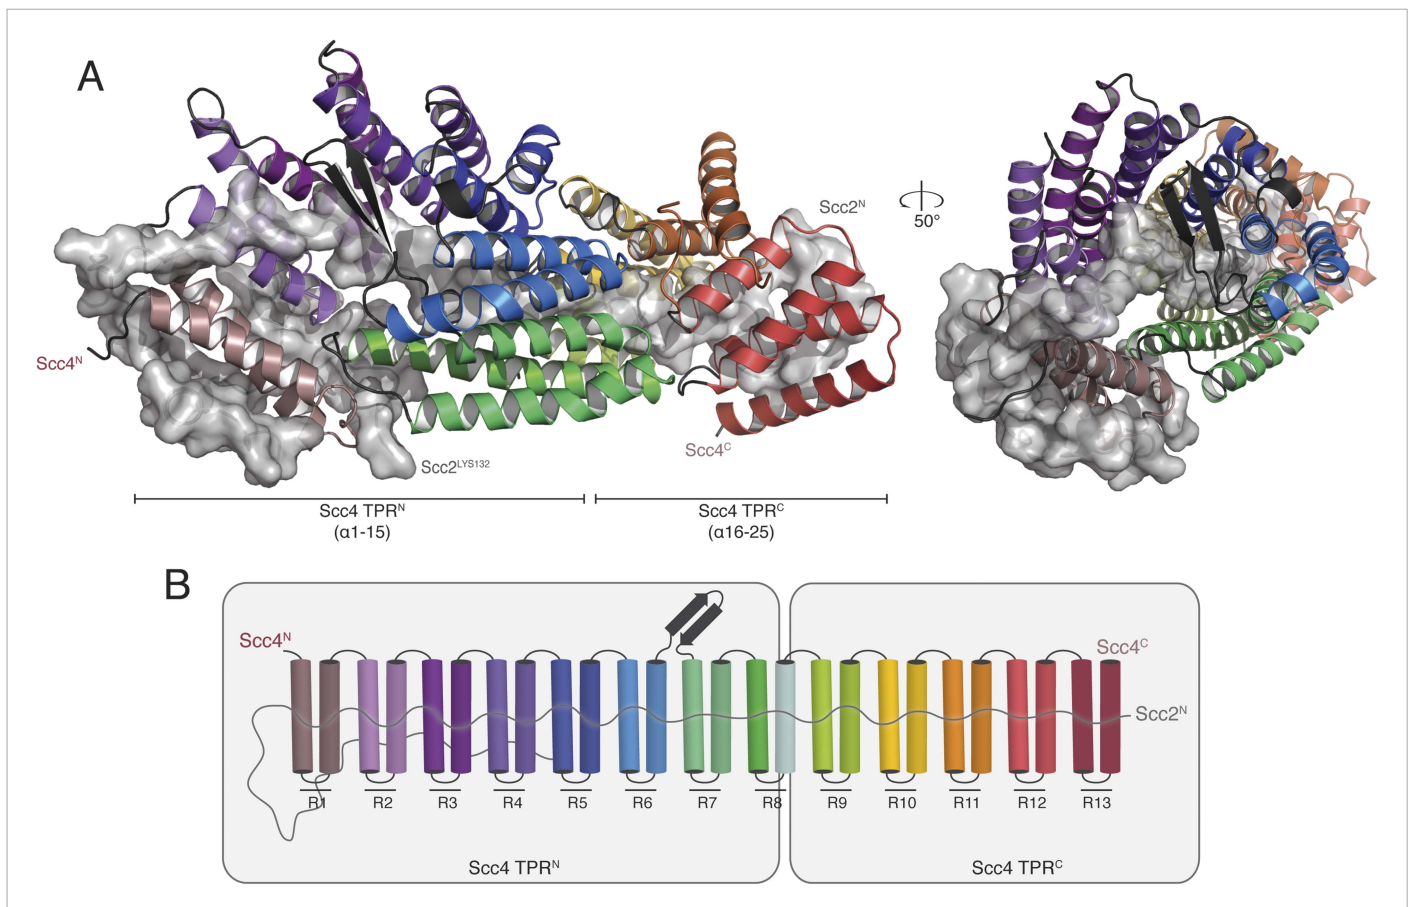 A
Scc2ᴺ
50°
Scc4ᴺ
Scc4ᶜ
Scc2ᴸʸˢ¹³²
Scc4 TPRᴺ
(α1-15)
Scc4 TPRᶜ
(α16-25)
B
Scc4ᴺ
Scc4ᶜ
Scc2ᴺ
R1 R2 R3 R4 R5 R6 R7 R8 R9 R10 R11 R12 R13
Scc4 TPRᴺ
Scc4 TPRᶜ